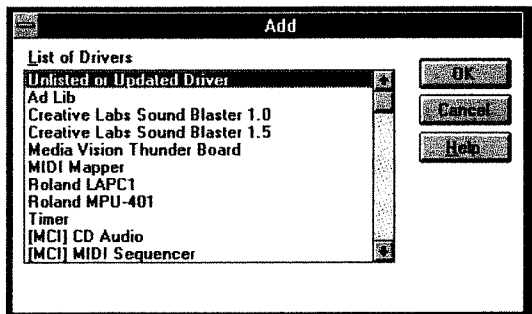 Add
List of Drivers
Unlisted or Updated Driver
Ad Lib
Creative Labs Sound Blaster 1.0
Creative Labs Sound Blaster 1.5
Media Vision Thunder Board
MIDI Mapper
Roland LAPC1
Roland MPU-401
Timer
[MCI] CD Audio
[MCI] MIDI Sequencer
OK
Cancel
Help